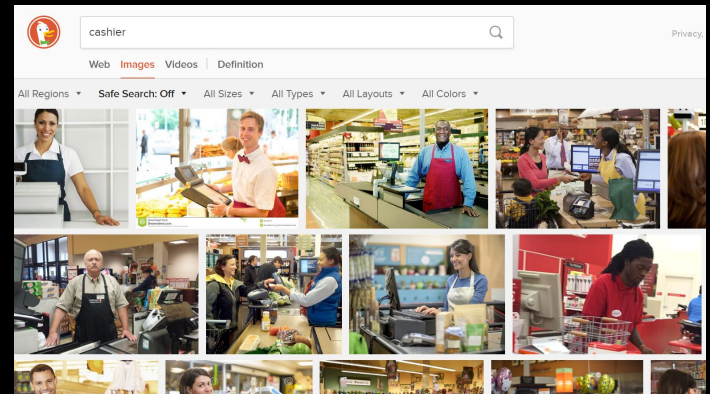 cashier
Privacy,
Web Images Videos Definition
All Regions Safe Search: Off All Sizes All Types All Layouts All Colors